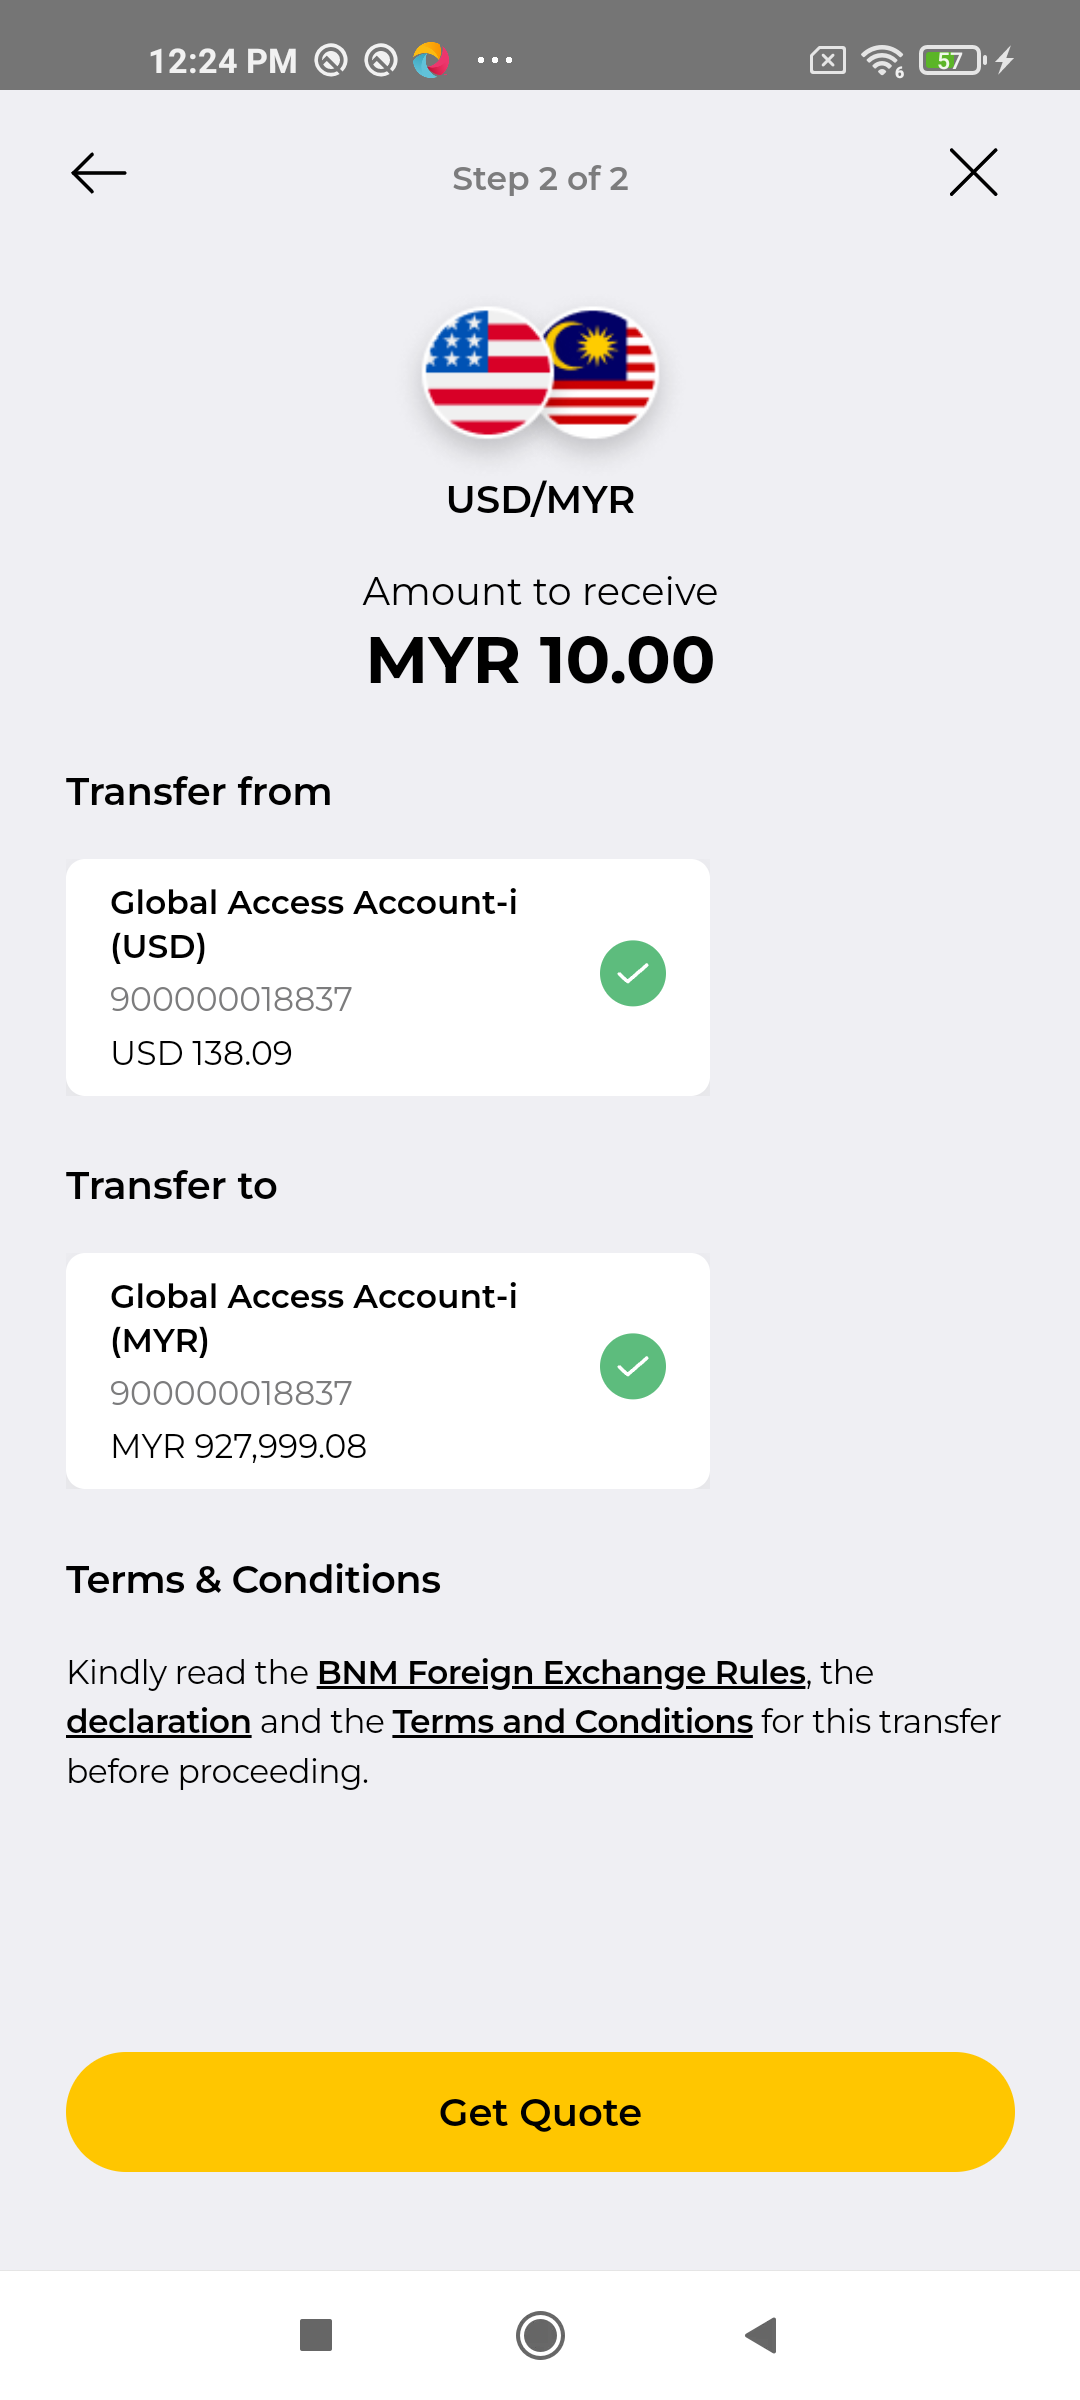 12:24 PM
57
6
Step 2 of 2
USD/MYR
Amount to receive
MYR 10.00
Transfer from
Global Access Account-i
(USD)
900000018837
USD 138.09
Transfer to
Global Access Account-i
(MYR)
900000018837
MYR 927,999.08
Terms & Conditions
Kindly read the BNM Foreign Exchange Rules, the
declaration and the Terms and Conditions for this transfer
before proceeding.
Get Quote